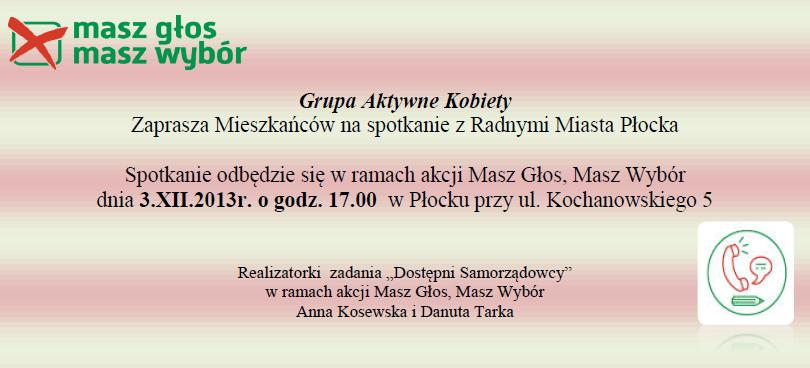 masz głos
masz wybór
Grupa Aktywne Kobiety
Zaprasza Mieszkańców na spotkanie z Radnymi Miasta Płocka
Spotkanie odbędzie się w ramach akcji Masz Głos, Masz Wybór
dnia 3.XII.2013r. o godz. 17.00 w Płocku przy ul. Kochanowskiego 5
Realizatorki zadania „Dostępni Samorządowcy”
w ramach akcji Masz Głos, Masz Wybór
Anna Kosewska i Danuta Tarka